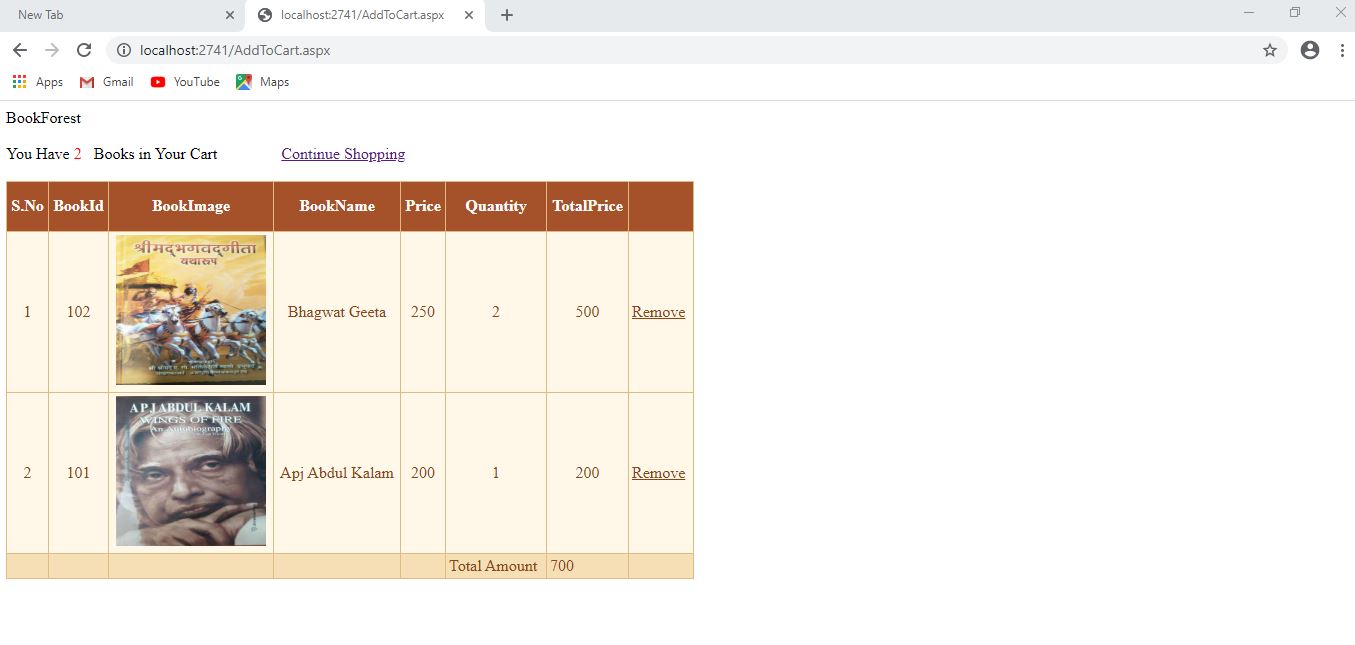 New Tab
localhost:2741/AddToCart.aspx
localhost:2741/AddToCart.aspx
Apps Gmail YouTube Maps
BookForest
You Have 2 Books in Your Cart Continue Shopping
S.No BookId BookImage BookName Price Quantity TotalPrice
श्रीमद्भगवद्गीता
यथारूप
1 102 Bhagwat Geeta 250 2 500 Remove
A P J ABDUL KALAM
WINGS OF FIRE
An Autobiography
2 101 Apj Abdul Kalam 200 1 200 Remove
Total Amount 700